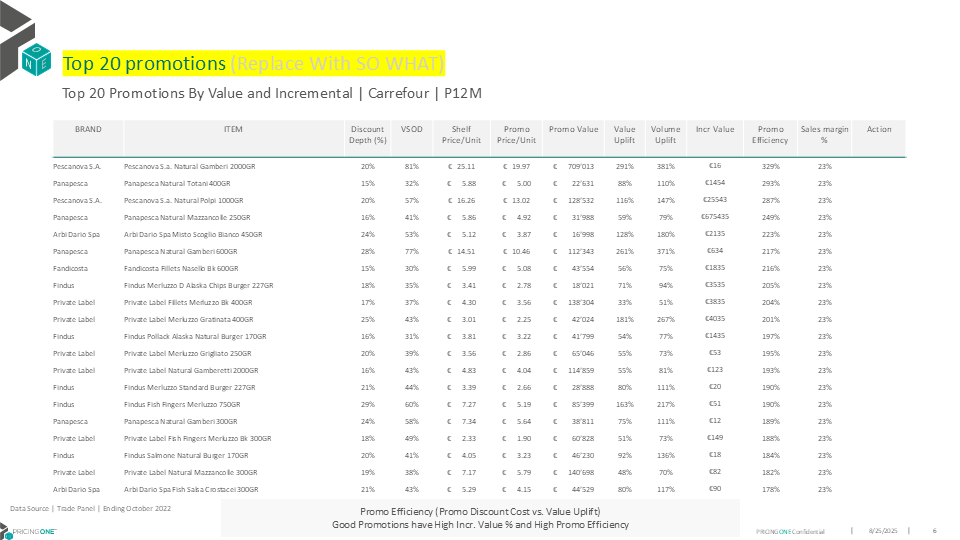 O
N E
Top 20 promotions (Replace With SO WHAT)
Top 20 Promotions By Value and Incremental | Carrefour | P12M
BRAND ITEM Discount Depth (%) VSOD Shelf Price/Unit Promo Price/Unit Promo Value Value Uplift Volume Uplift Incr Value Promo Efficiency Sales margin % Action
Pescanova S.A. Pescanova S.a. Natural Gamberi 2000GR 20% 81% € 25.11 € 19.97 € 709'013 291% 381% €16 329% 23%
Panapesca Panapesca Natural Totani 400GR 15% 32% € 5.88 € 5.00 € 22'631 88% 110% €1454 293% 23%
Pescanova S.A. Pescanova S.a. Natural Polpi 1000GR 20% 57% € 16.26 € 13.02 € 128'532 116% 147% €25543 287% 23%
Panapesca Panapesca Natural Mazzancolle 250GR 16% 41% € 5.86 € 4.92 € 31'988 59% 79% €675435 249% 23%
Arbi Dario Spa Arbi Dario Spa Misto Scoglio Bianco 450GR 24% 53% € 5.12 € 3.87 € 16'998 128% 180% €2135 223% 23%
Panapesca Panapesca Natural Gamberi 600GR 28% 77% € 14.51 € 10.46 € 112'343 261% 371% €634 217% 23%
Fandicosta Fandicosta Fillets Nasello Bk 600GR 15% 30% € 5.99 € 5.08 € 43'554 56% 75% €1835 216% 23%
Findus Findus Merluzzo D Alaska Chips Burger 227GR 18% 35% € 3.41 € 2.78 € 18'021 71% 94% €3535 205% 23%
Private Label Private Label Fillets Merluzzo Bk 400GR 17% 37% € 4.30 € 3.56 € 138'304 33% 51% €3835 204% 23%
Private Label Private Label Merluzzo Gratinata 400GR 25% 43% € 3.01 € 2.25 € 42'024 181% 267% €4035 201% 23%
Findus Findus Pollack Alaska Natural Burger 170GR 16% 31% € 3.81 € 3.22 € 41'799 54% 77% €1435 197% 23%
Private Label Private Label Merluzzo Grigliato 250GR 20% 39% € 3.56 € 2.86 € 65'046 55% 73% €53 195% 23%
Private Label Private Label Natural Gamberetti 2000GR 16% 43% € 4.83 € 4.04 € 114'859 55% 81% €123 193% 23%
Findus Findus Merluzzo Standard Burger 227GR 21% 44% € 3.39 € 2.66 € 28'888 80% 111% €20 190% 23%
Findus Findus Fish Fingers Merluzzo 750GR 29% 60% € 7.27 € 5.19 € 85'399 163% 217% €51 190% 23%
Panapesca Panapesca Natural Gamberi 300GR 24% 58% € 7.34 € 5.64 € 38'811 75% 111% €12 189% 23%
Private Label Private Label Fish Fingers Merluzzo Bk 300GR 18% 49% € 2.33 € 1.90 € 60'828 51% 73% €149 188% 23%
Findus Findus Salmone Natural Burger 170GR 20% 41% € 4.05 € 3.23 € 46'230 92% 136% €18 184% 23%
Private Label Private Label Natural Mazzancolle 300GR 19% 38% € 7.17 € 5.79 € 140'698 48% 70% €82 182% 23%
Arbi Dario Spa Arbi Dario Spa Fish Salsa Crostacei 300GR 21% 43% € 5.29 € 4.15 € 44'529 80% 117% €90 178% 23%
Data Source | Trade Panel | Ending October 2022
Promo Efficiency (Promo Discount Cost vs. Value Uplift)
Good Promotions have High Incr. Value % and High Promo Efficiency
PRICINGONE™
PRICINGONE Confidential | 8/25/2025 | 6